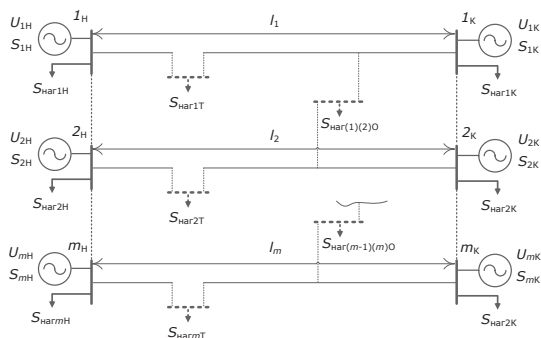 U1Н 1Н l1 1К U1К
S1Н S1К
Sнаг1Н Sнаг1Т Sнаг1К
Sнаг(1)(2)О
U2Н 2Н l2 2К U2К
S2Н S2К
Sнаг2Н Sнаг2Т Sнаг2К
Sнаг(m-1)(m)О
UmН mН lm mК UmК
SmН SmК
SнагmН SнагmТ Sнаг2К